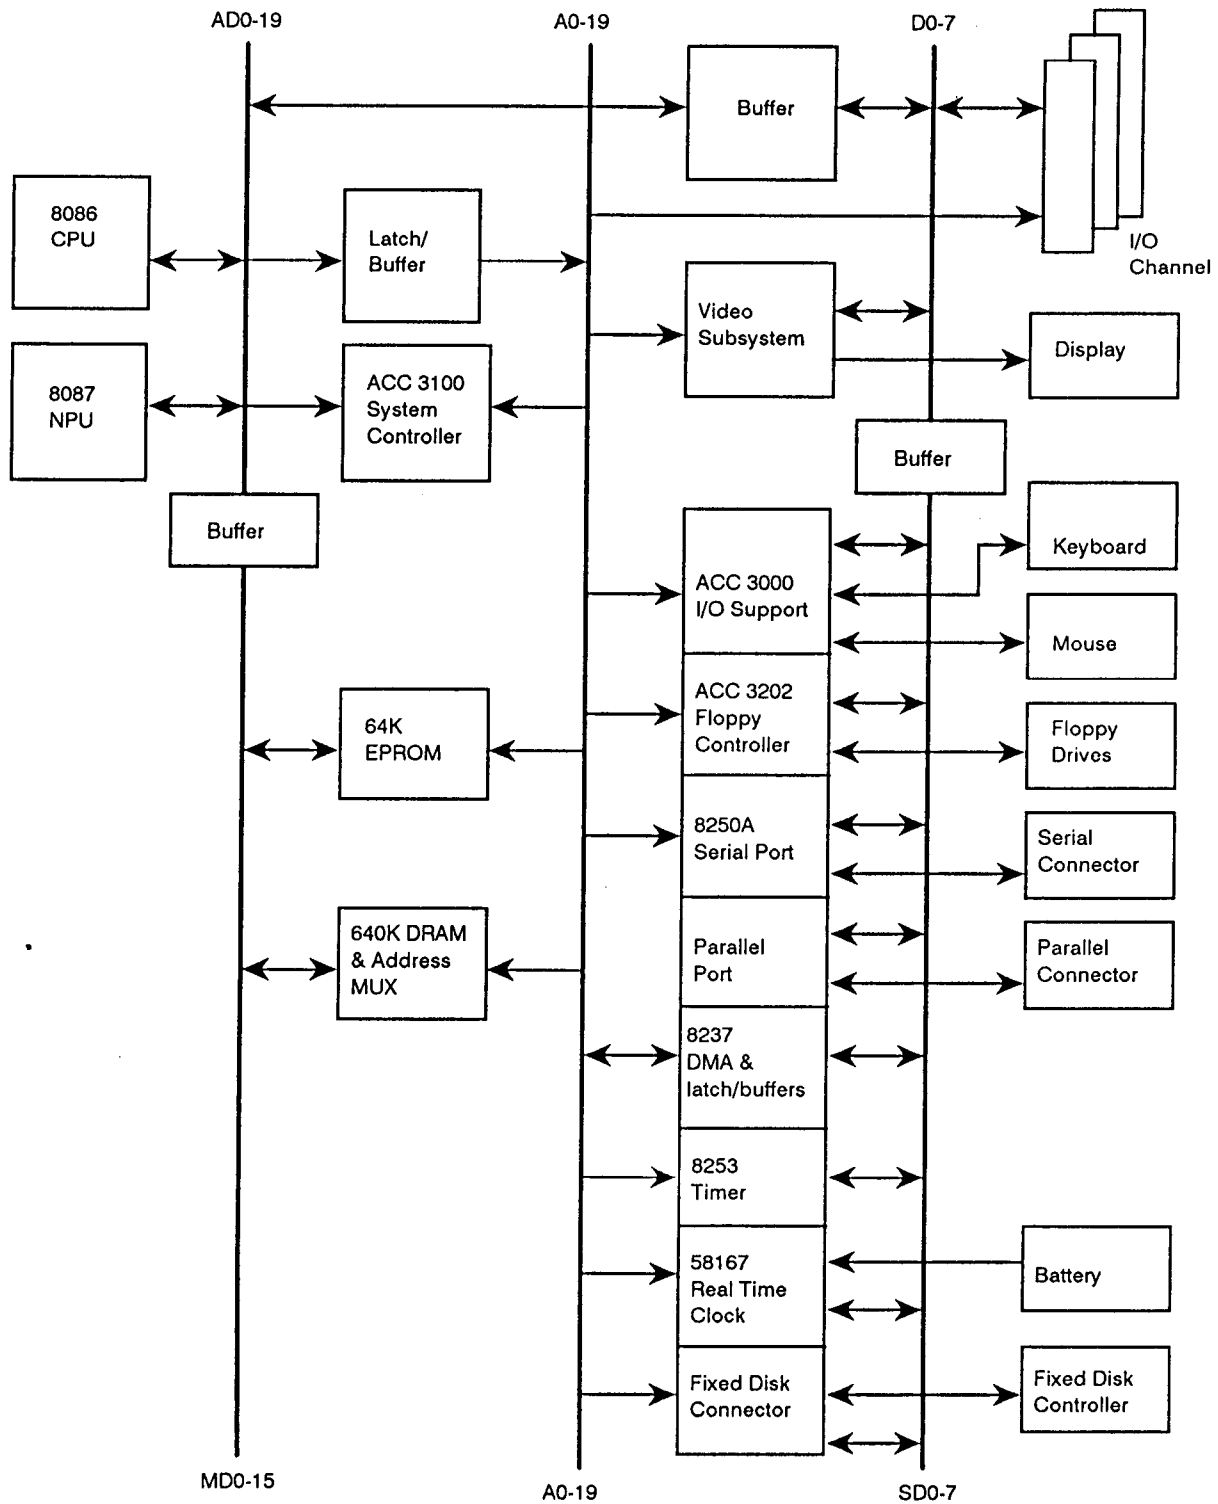 AD0-19
A0-19
D0-7
Buffer
8086
CPU
Latch/
Buffer
I/O
Channel
Video
Subsystem
Display
8087
NPU
ACC 3100
System
Controller
Buffer
Buffer
Keyboard
ACC 3000
I/O Support
Mouse
ACC 3202
Floppy
Controller
Floppy
Drives
64K
EPROM
8250A
Serial Port
Serial
Connector
640K DRAM
& Address
MUX
Parallel
Port
Parallel
Connector
8237
DMA &
latch/buffers
8253
Timer
58167
Real Time
Clock
Battery
Fixed Disk
Connector
Fixed Disk
Controller
MD0-15
A0-19
SD0-7